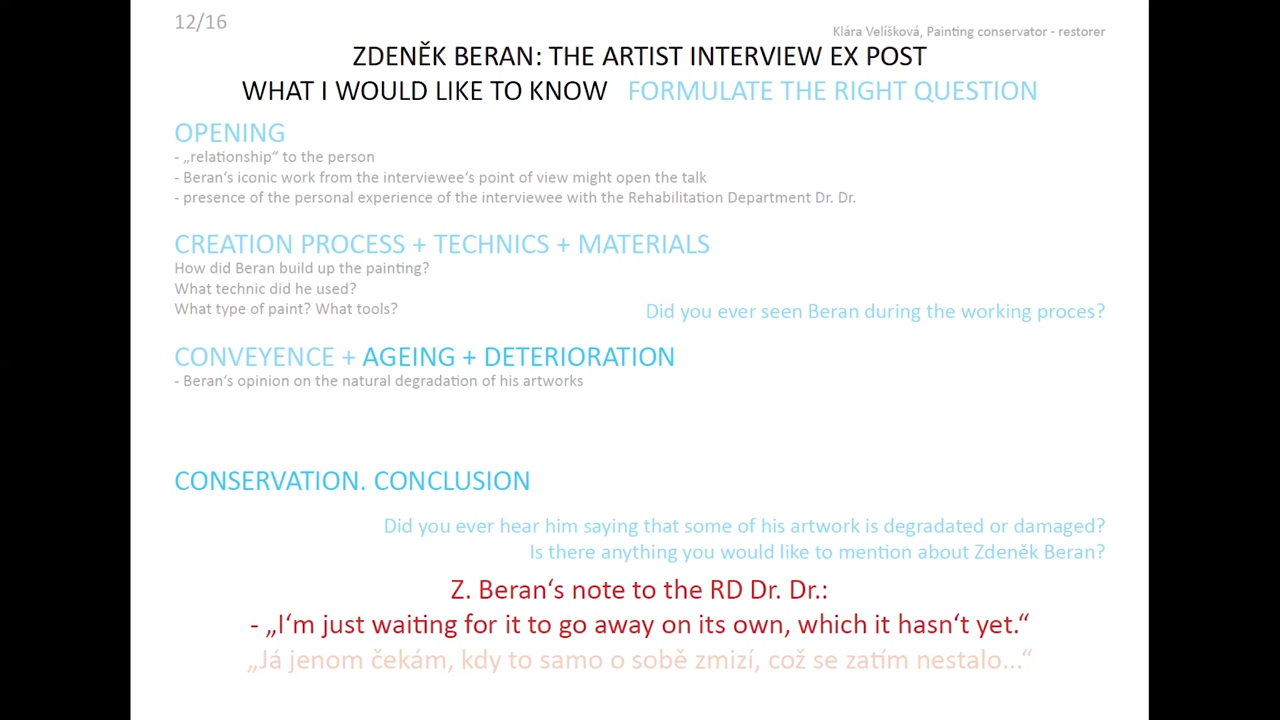 12/16
Klára Velíšková, Painting conservator - restorer
ZDENĚK BERAN: THE ARTIST INTERVIEW EX POST
WHAT I WOULD LIKE TO KNOW FORMULATE THE RIGHT QUESTION
OPENING
- „relationship“ to the person
- Beran‘s iconic work from the interviewee‘s point of view might open the talk
- presence of the personal experience of the interviewee with the Rehabilitation Department Dr. Dr.
CREATION PROCESS + TECHNICS + MATERIALS
How did Beran build up the painting?
What technic did he used?
What type of paint? What tools?
Did you ever seen Beran during the working proces?
CONVEYENCE + AGEING + DETERIORATION
- Beran‘s opinion on the natural degradation of his artworks
CONSERVATION. CONCLUSION
Did you ever hear him saying that some of his artwork is degradated or damaged?
Is there anything you would like to mention about Zdeněk Beran?
Z. Beran‘s note to the RD Dr. Dr.:
- „I‘m just waiting for it to go away on its own, which it hasn‘t yet.“
„Já jenom čekám, kdy to samo o sobě zmizí, což se zatím nestalo...“